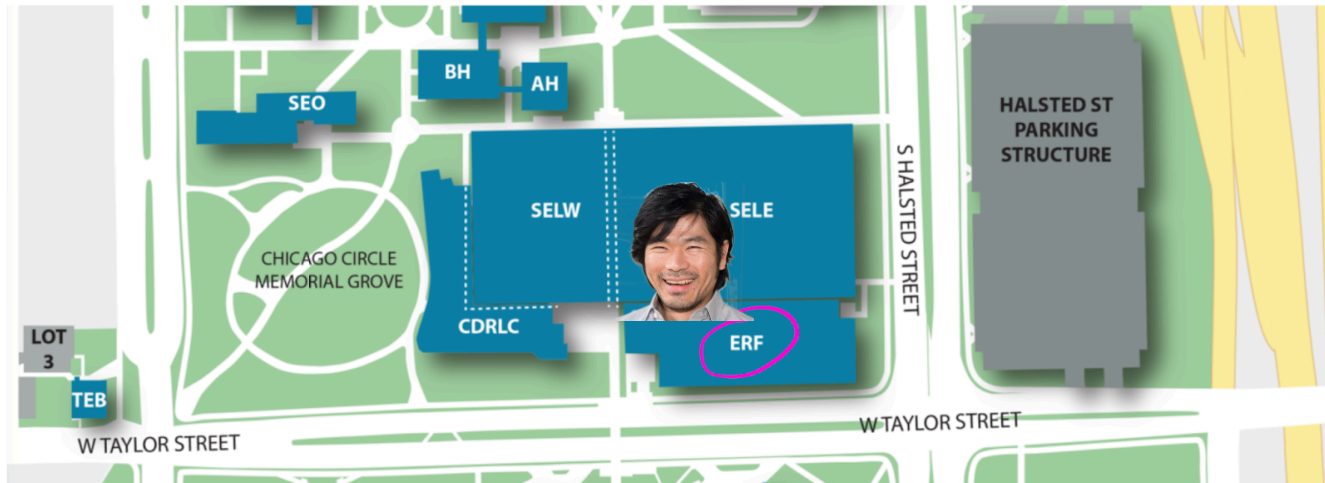 BH
AH
SEO
HALSTED ST
PARKING
STRUCTURE
SELW
SELE
S HALSTED STREET
CHICAGO CIRCLE
MEMORIAL GROVE
CDRLC
ERF
LOT
3
TEB
W TAYLOR STREET
W TAYLOR STREET